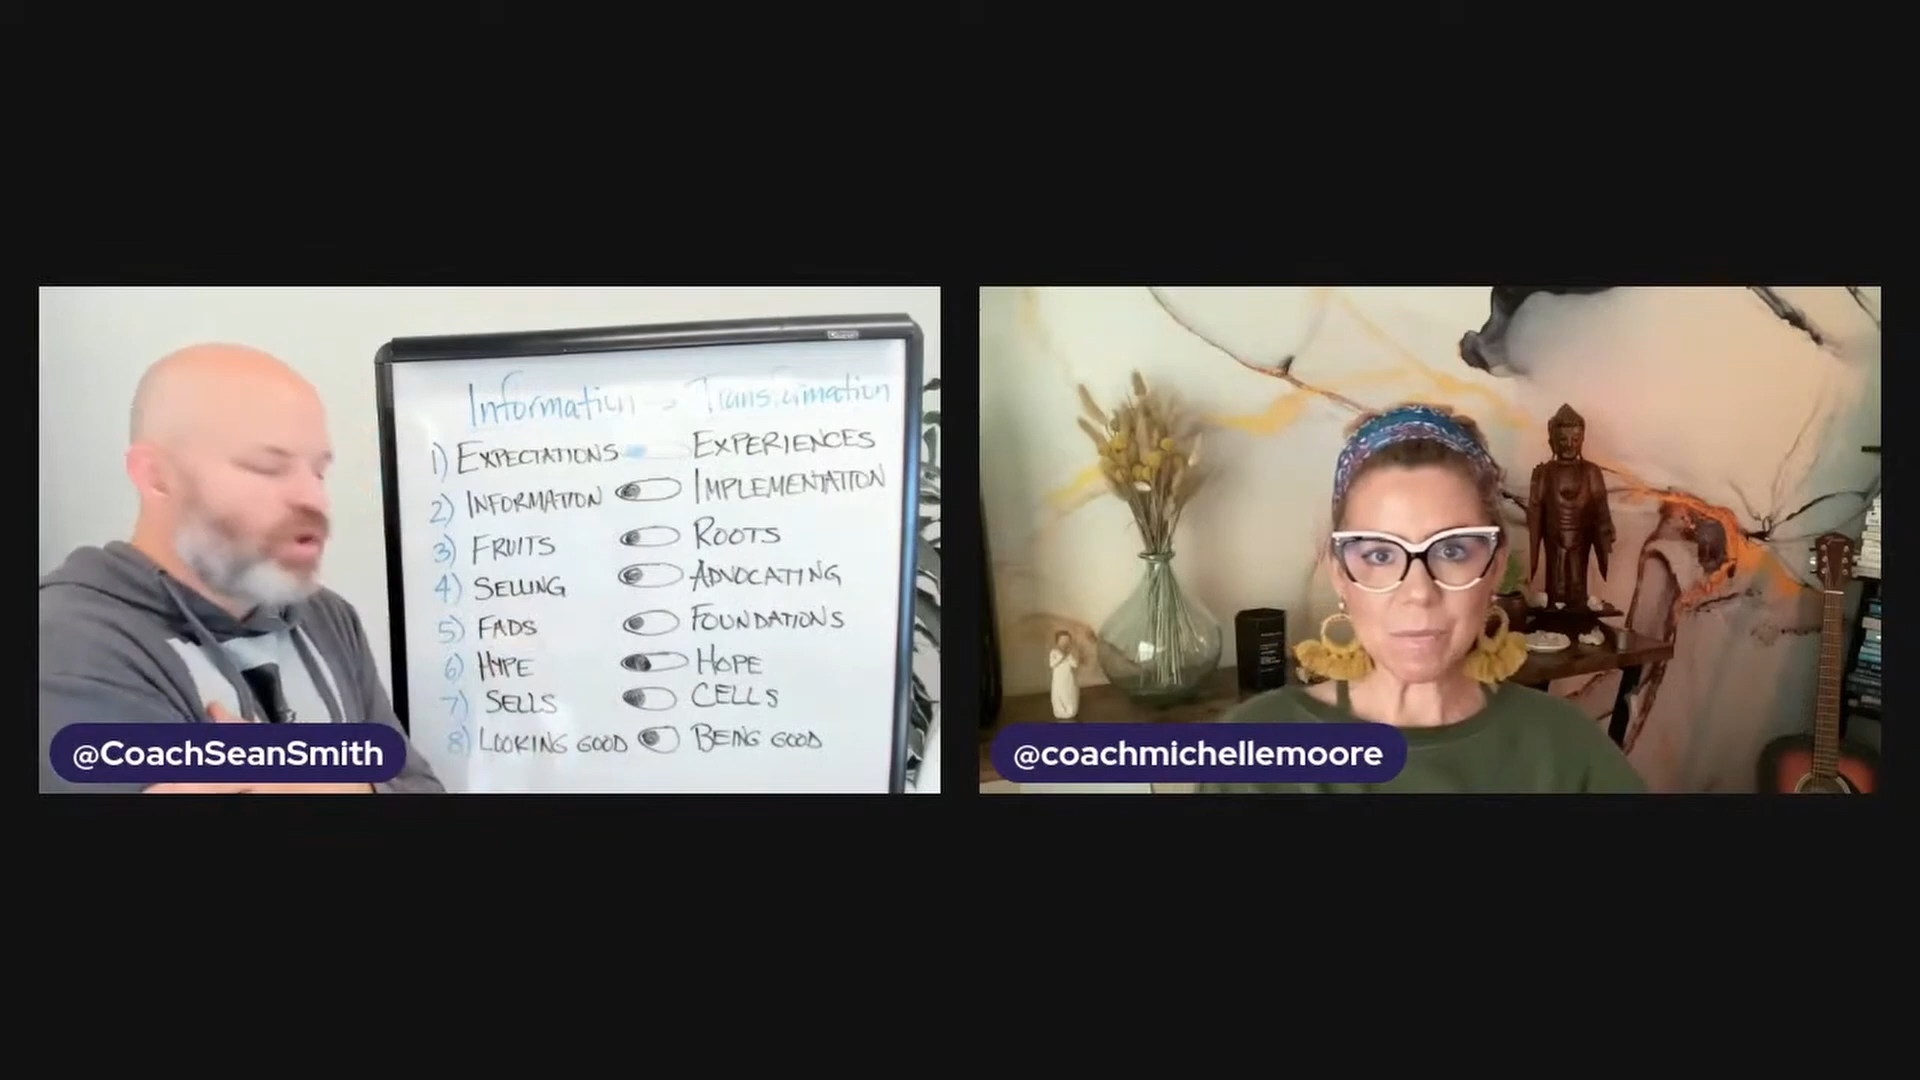 Information -> Transformation
1) EXPECTATIONS EXPERIENCES
2) INFORMATION IMPLEMENTATION
3) FRUITS ROOTS
4) SELLING ADVOCATING
5) FADS FOUNDATIONS
6) HYPE HOPE
7) SELLS CELLS
8) LOOKING GOOD BEING GOOD
@CoachSeanSmith
@coachmichellemoore